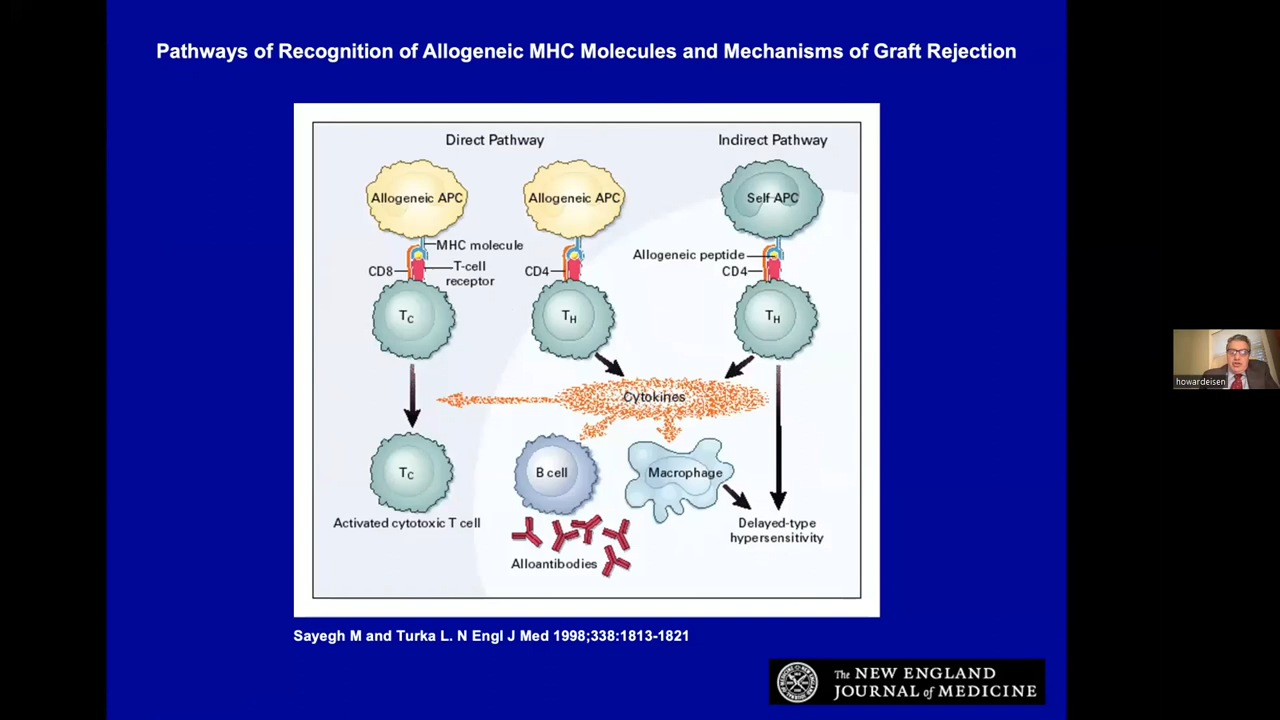 Pathways of Recognition of Allogeneic MHC Molecules and Mechanisms of Graft Rejection
Direct Pathway
Indirect Pathway
Allogeneic APC
Allogeneic APC
Self APC
MHC molecule
Allogeneic peptide
CD8
T-cell
receptor
CD4
CD4
TC
TH
TH
Cytokines
TC
B cell
Macrophage
Activated cytotoxic T cell
Delayed-type
hypersensitivity
Alloantibodies
Sayegh M and Turka L. N Engl J Med 1998;338:1813-1821
The NEW ENGLAND
JOURNAL of MEDICINE
howardeisen